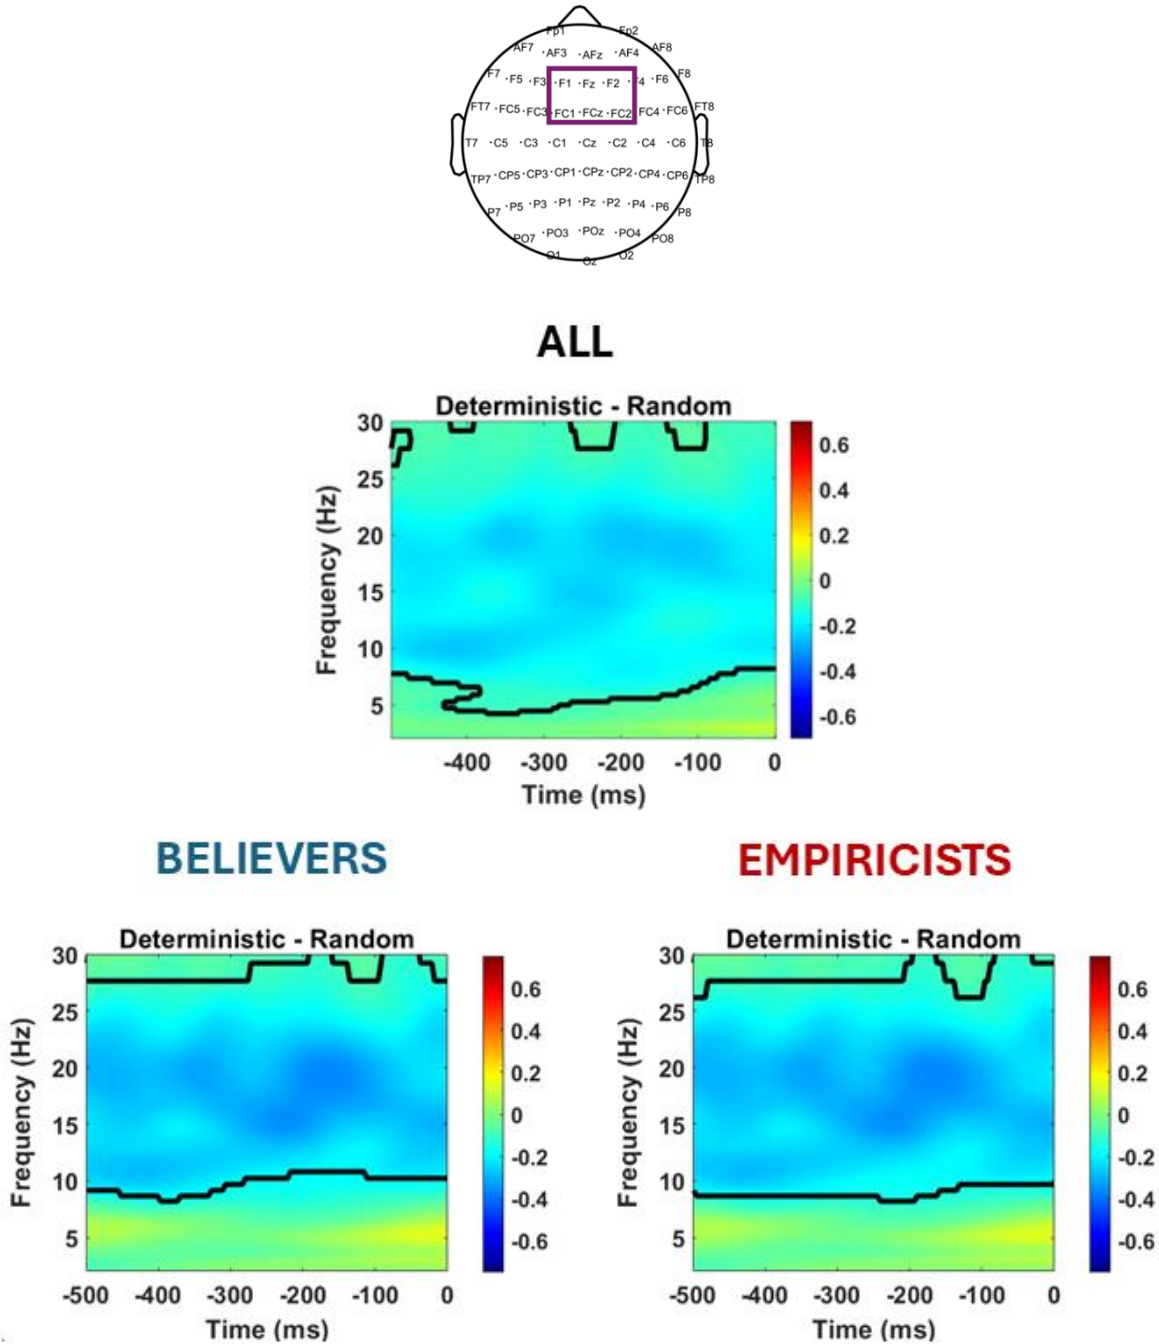 Fp1 Fp2
AF7 AF3 AFz AF4 AF8
F7 F5 F3 F1 Fz F2 F4 F6 F8
FT7 FC5 FC3 FC1 FCz FC2 FC4 FC6 FT8
T7 C5 C3 C1 Cz C2 C4 C6 T8
TP7 CP5 CP3 CP1 CPz CP2 CP4 CP6 TP8
P7 P5 P3 P1 Pz P2 P4 P6 P8
PO7 PO3 POz PO4 PO8
O1 Oz O2
ALL
Deterministic - Random
30
25
20
15
10
5
Frequency (Hz)
-400 -300 -200 -100 0
Time (ms)
0.6
0.4
0.2
0
-0.2
-0.4
-0.6
BELIEVERS
Deterministic - Random
30
25
20
15
10
5
Frequency (Hz)
-500 -400 -300 -200 -100 0
Time (ms)
0.6
0.4
0.2
0
-0.2
-0.4
-0.6
EMPIRICISTS
Deterministic - Random
30
25
20
15
10
5
Frequency (Hz)
-500 -400 -300 -200 -100 0
Time (ms)
0.6
0.4
0.2
0
-0.2
-0.4
-0.6